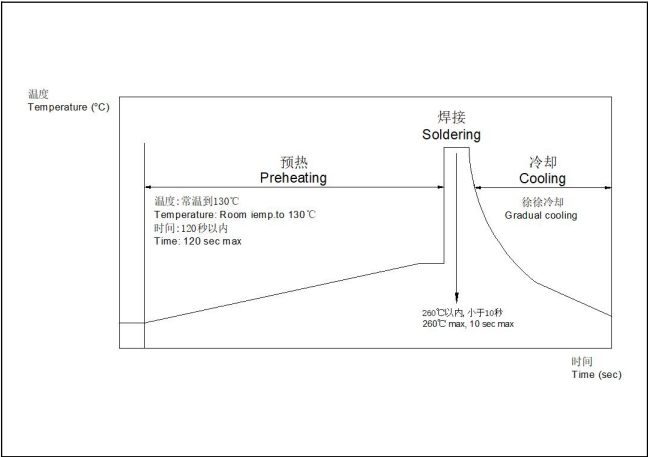 温度
Temperature (°C)
焊接
Soldering
预热
Preheating
冷却
Cooling
温度:常温到130℃
Temperature: Room iemp.to 130℃
时间:120秒以内
Time: 120 sec max
徐徐冷却
Gradual cooling
260℃以内,小于10秒
260℃ max, 10 sec max
时间
Time (sec)